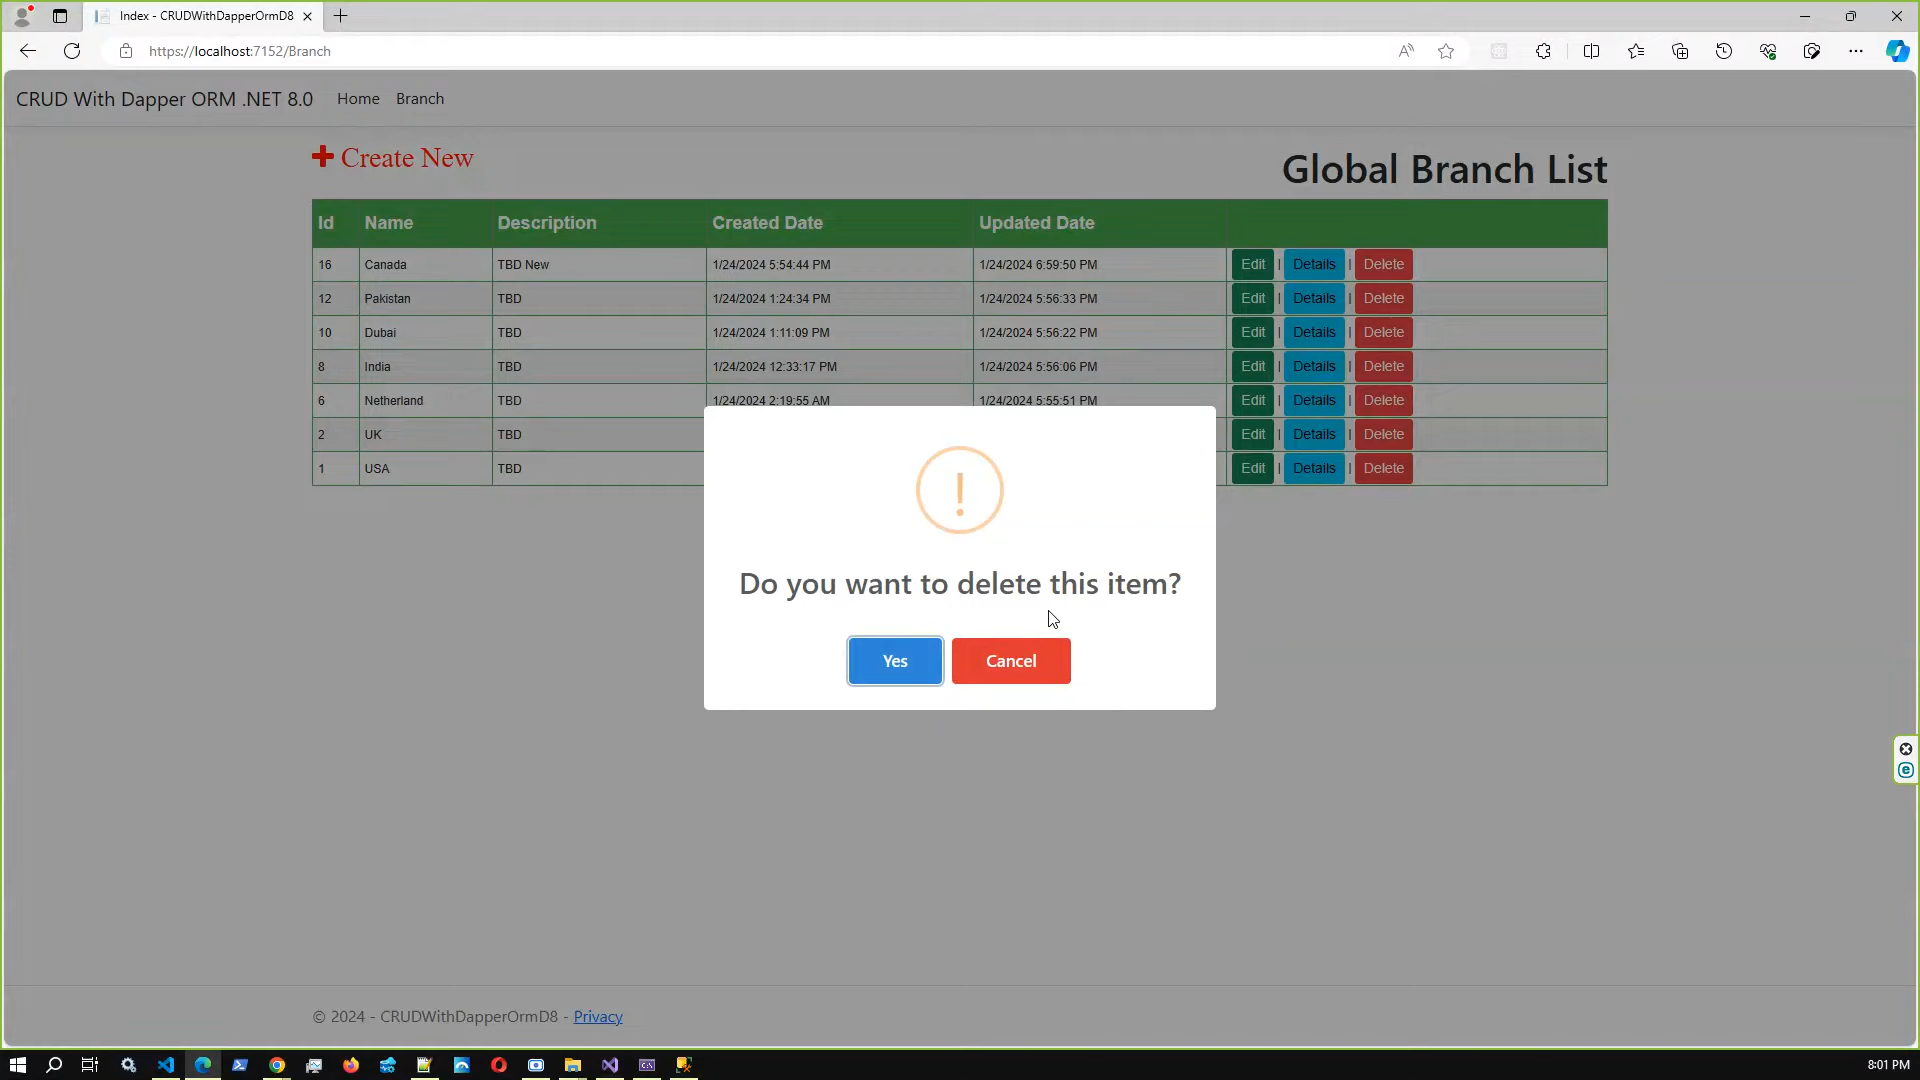 Index - CRUDWithDapperOrmD8
https://localhost:7152/Branch
CRUD With Dapper ORM .NET 8.0 Home Branch
Create New
Global Branch List
Id Name Description Created Date Updated Date
16 Canada TBD New 1/24/2024 5:54:44 PM 1/24/2024 6:59:50 PM Edit | Details | Delete
12 Pakistan TBD 1/24/2024 1:24:34 PM 1/24/2024 5:56:33 PM Edit | Details | Delete
10 Dubai TBD 1/24/2024 1:11:09 PM 1/24/2024 5:56:22 PM Edit | Details | Delete
8 India TBD 1/24/2024 12:33:17 PM 1/24/2024 5:56:06 PM Edit | Details | Delete
6 Netherland TBD 1/24/2024 2:19:55 AM 1/24/2024 5:55:51 PM Edit | Details | Delete
2 UK TBD Edit | Details | Delete
1 USA TBD Edit | Details | Delete
!
Do you want to delete this item?
Yes Cancel
© 2024 - CRUDWithDapperOrmD8 - Privacy
8:01 PM